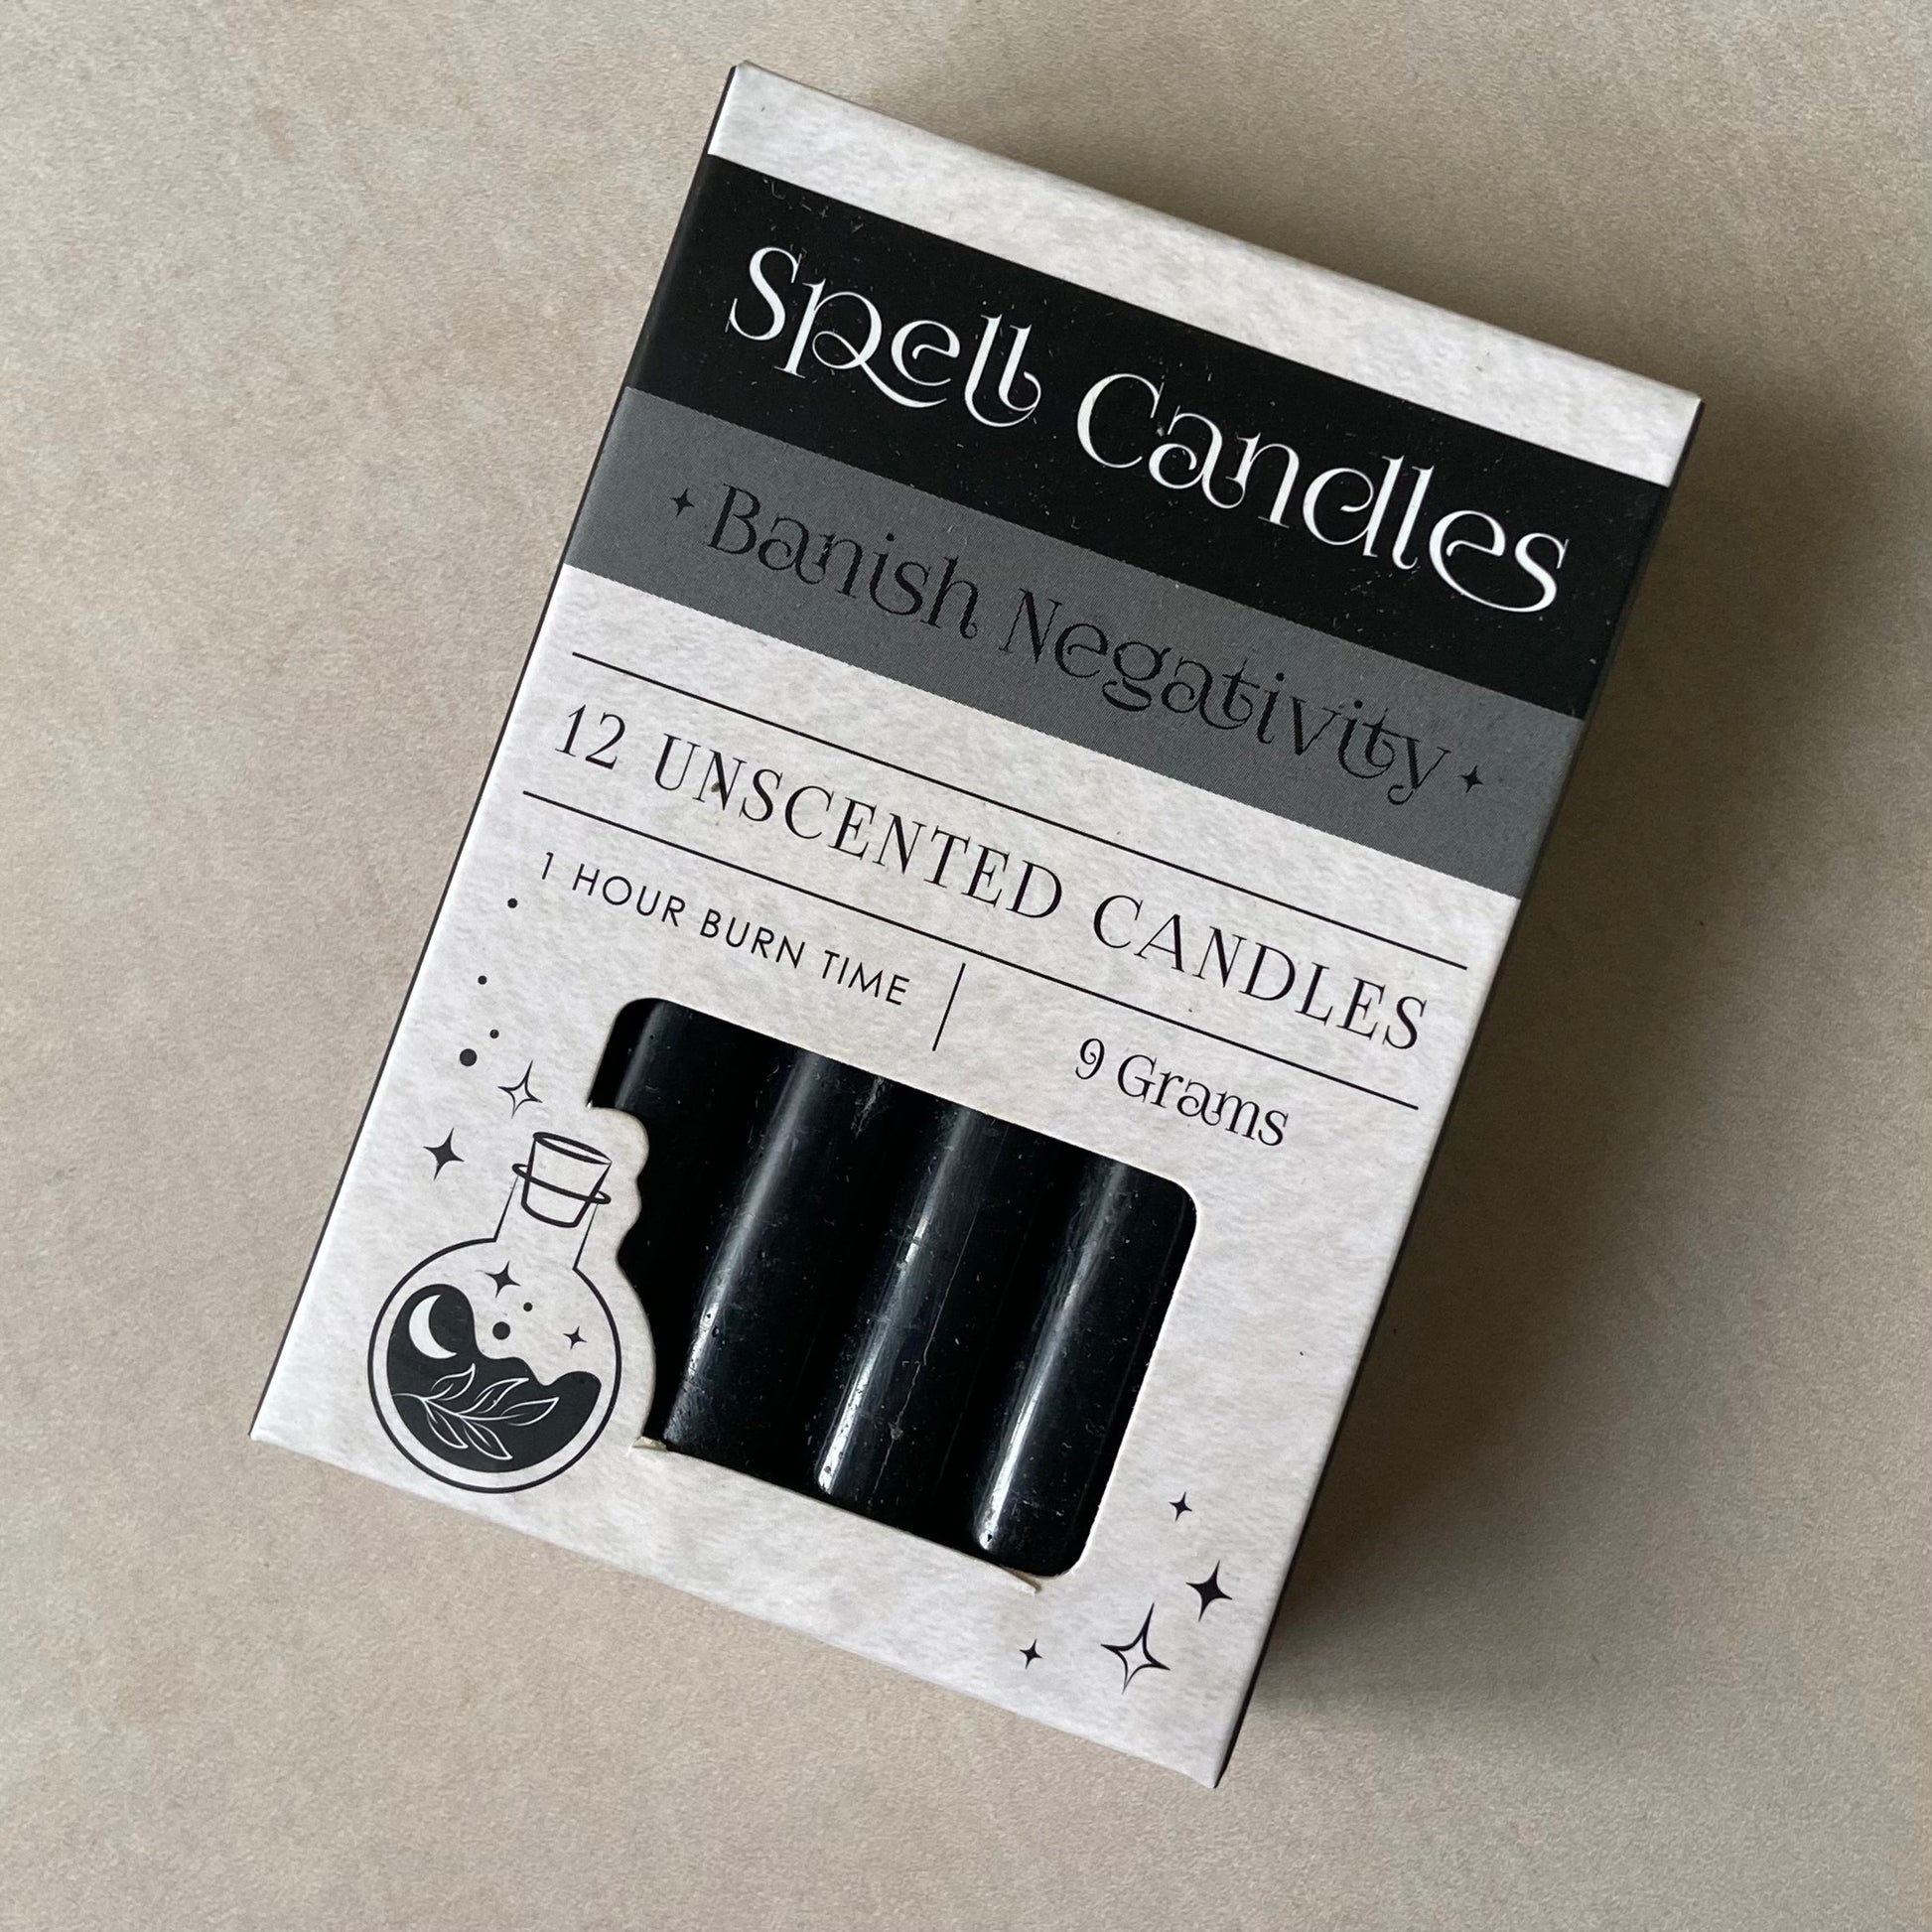 Spell Candles
Banish Negativity
12 UNSCENTED CANDLES
1 HOUR BURN TIME
9 Grams